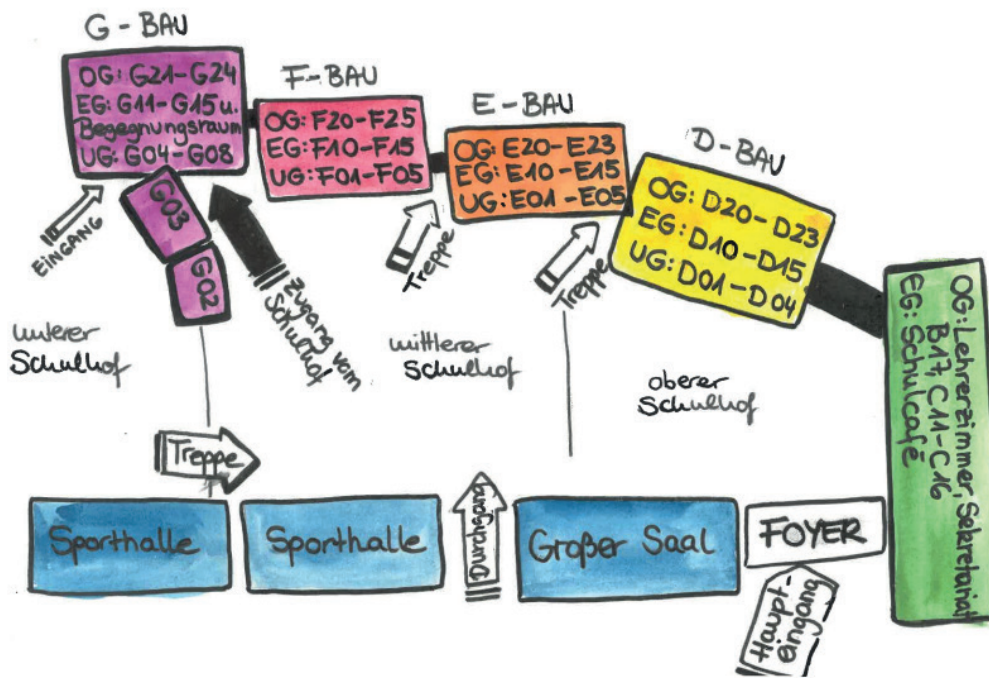 G-BAU
OG: G21-G24
EG: G11-G15 u.
Begegnungsraum
UG: G04-G08
F-BAU
OG: F20-F25
EG: F10-F15
UG: F01-F05
E-BAU
OG: E20-E23
EG: E10-E15
UG: E01-E05
D-BAU
OG: D20-D23
EG: D10-D15
UG: D01-D04
OG: Lehrerzimmer, Sekretariat
B17, C11-C16
EG: Schulcafé
EINGANG
G03
G02
Zugang vom
Schulhof
Treppe
Treppe
unterer
Schulhof
mittlerer
Schulhof
oberer
Schulhof
Treppe
Sporthalle
Sporthalle
Durchgang
Großer Saal
FOYER
Haupt-
eingang